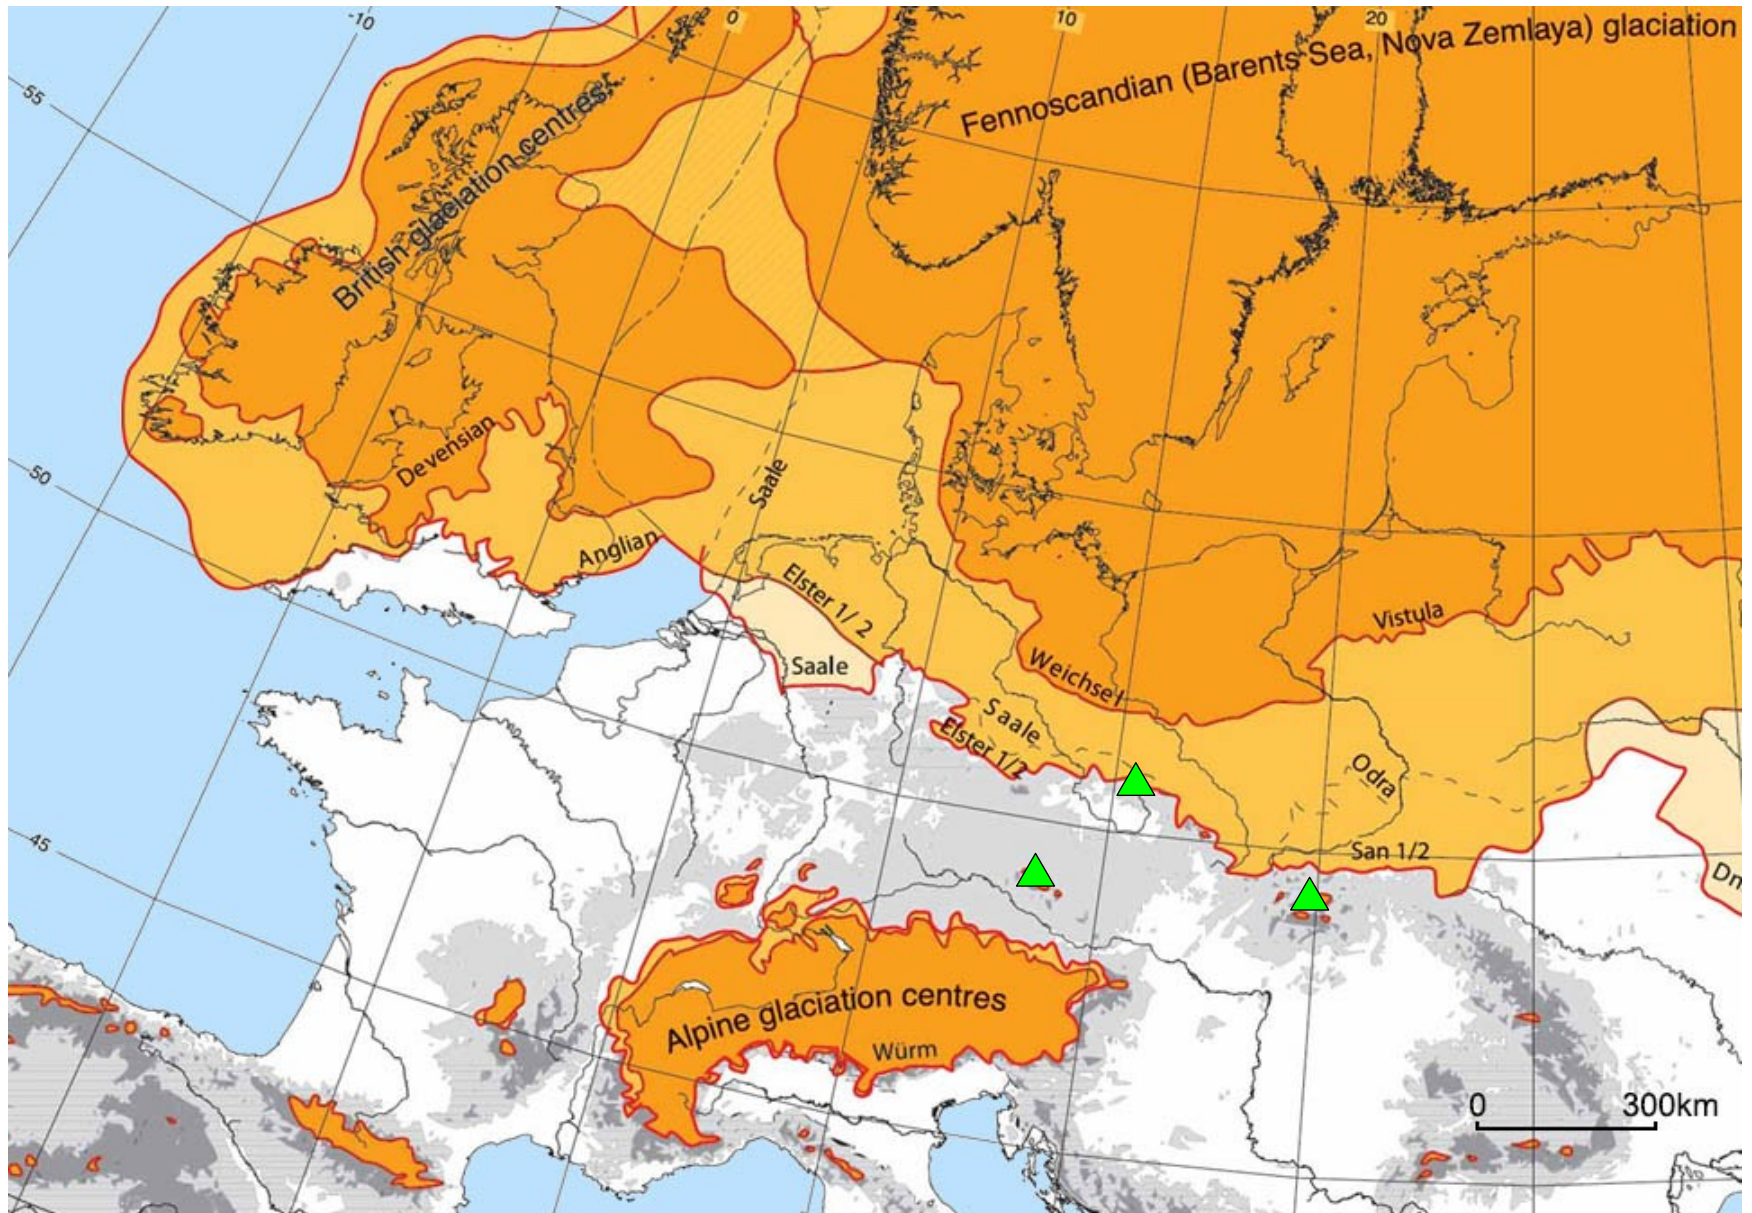 -10
0
10
20
Fennoscandian (Barents Sea, Nova Zemlaya) glaciation
55
British glaciation centres
50
Devensian
Saale
Anglian
Elster 1/2
Saale
Vistula
Weichsel
Saale
Elster 1/2
Odra
San 1/2
45
Dn
Alpine glaciation centres
Würm
0 300km